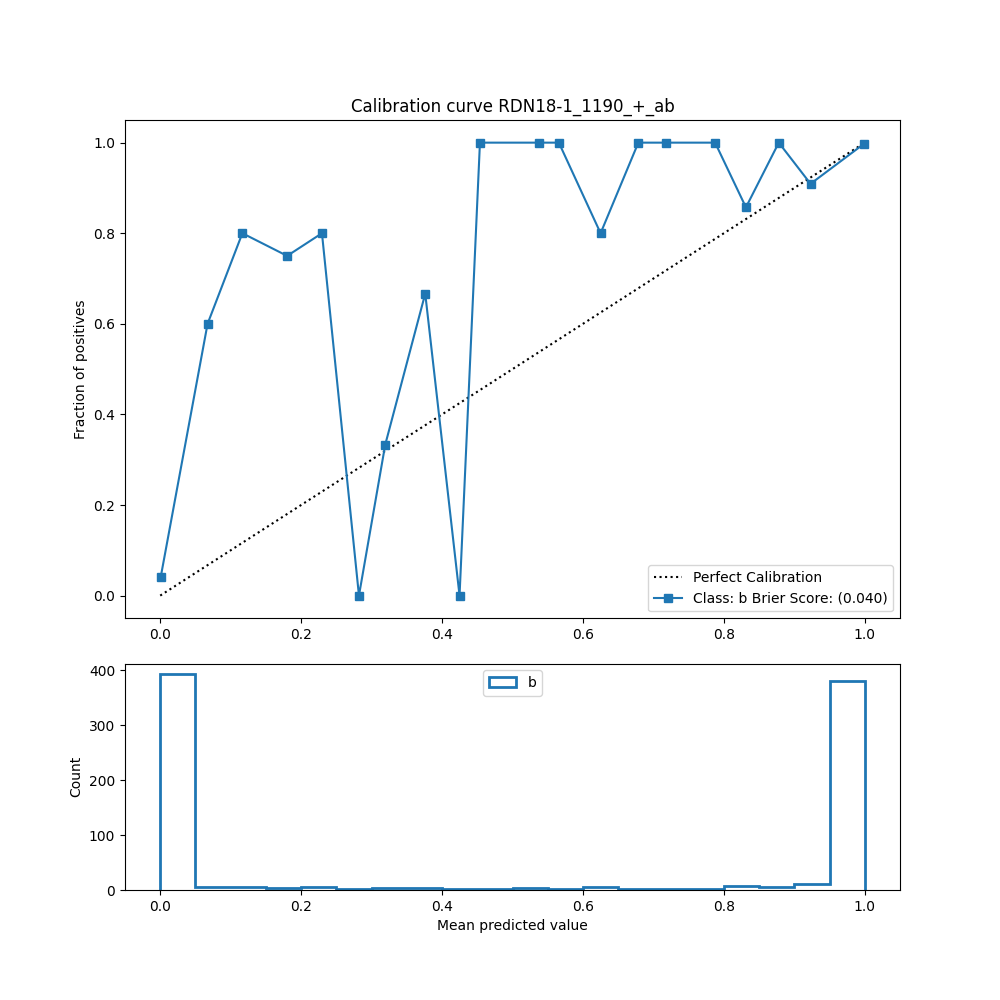 Calibration curve RDN18-1_1190_+_ab
1.0
0.8
0.6
0.4
0.2
0.0
Fraction of positives
0.0 0.2 0.4 0.6 0.8 1.0
Perfect Calibration
Class: b Brier Score: (0.040)
400
300
200
100
0
Count
b
0.0 0.2 0.4 0.6 0.8 1.0
Mean predicted value